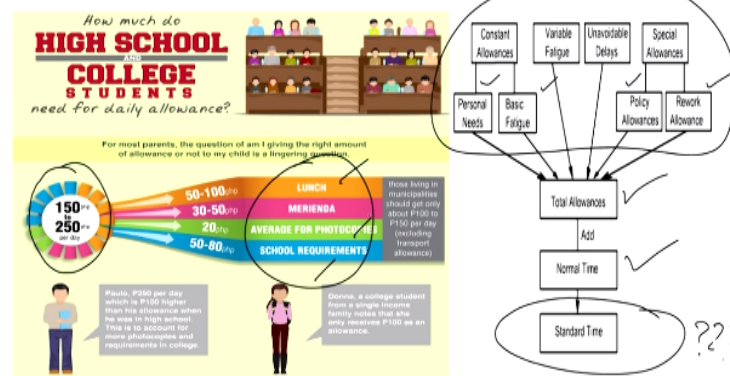 How much do
HIGH SCHOOL
AND
COLLEGE
STUDENTS
need for daily allowance?
For most parents, the question of am I giving the right amount
of allowance or not to my child is a lingering question.
150php
to
250php
per day
50-100php
30-50php
20php
50-80php
LUNCH
MERIENDA
AVERAGE FOR PHOTOCOPIES
SCHOOL REQUIREMENTS
those living in
municipalities
should get only
about P100 to
P150 per day
(excluding
transport
allowance)
Paulo, P250 per day
which is P100 higher
than his allowance when
he was in high school.
This is to account for
more photocopies and
requirements in college.
Donna, a college student
from a single income
family notes that she
only receives P100 as an
allowance.
Constant
Allowances
Variable
Fatigue
Unavoidable
Delays
Special
Allowances
Personal
Needs
Basic
Fatigue
Policy
Allowances
Rework
Allowance
Total Allowances
Add
Normal Time
Standard Time
??